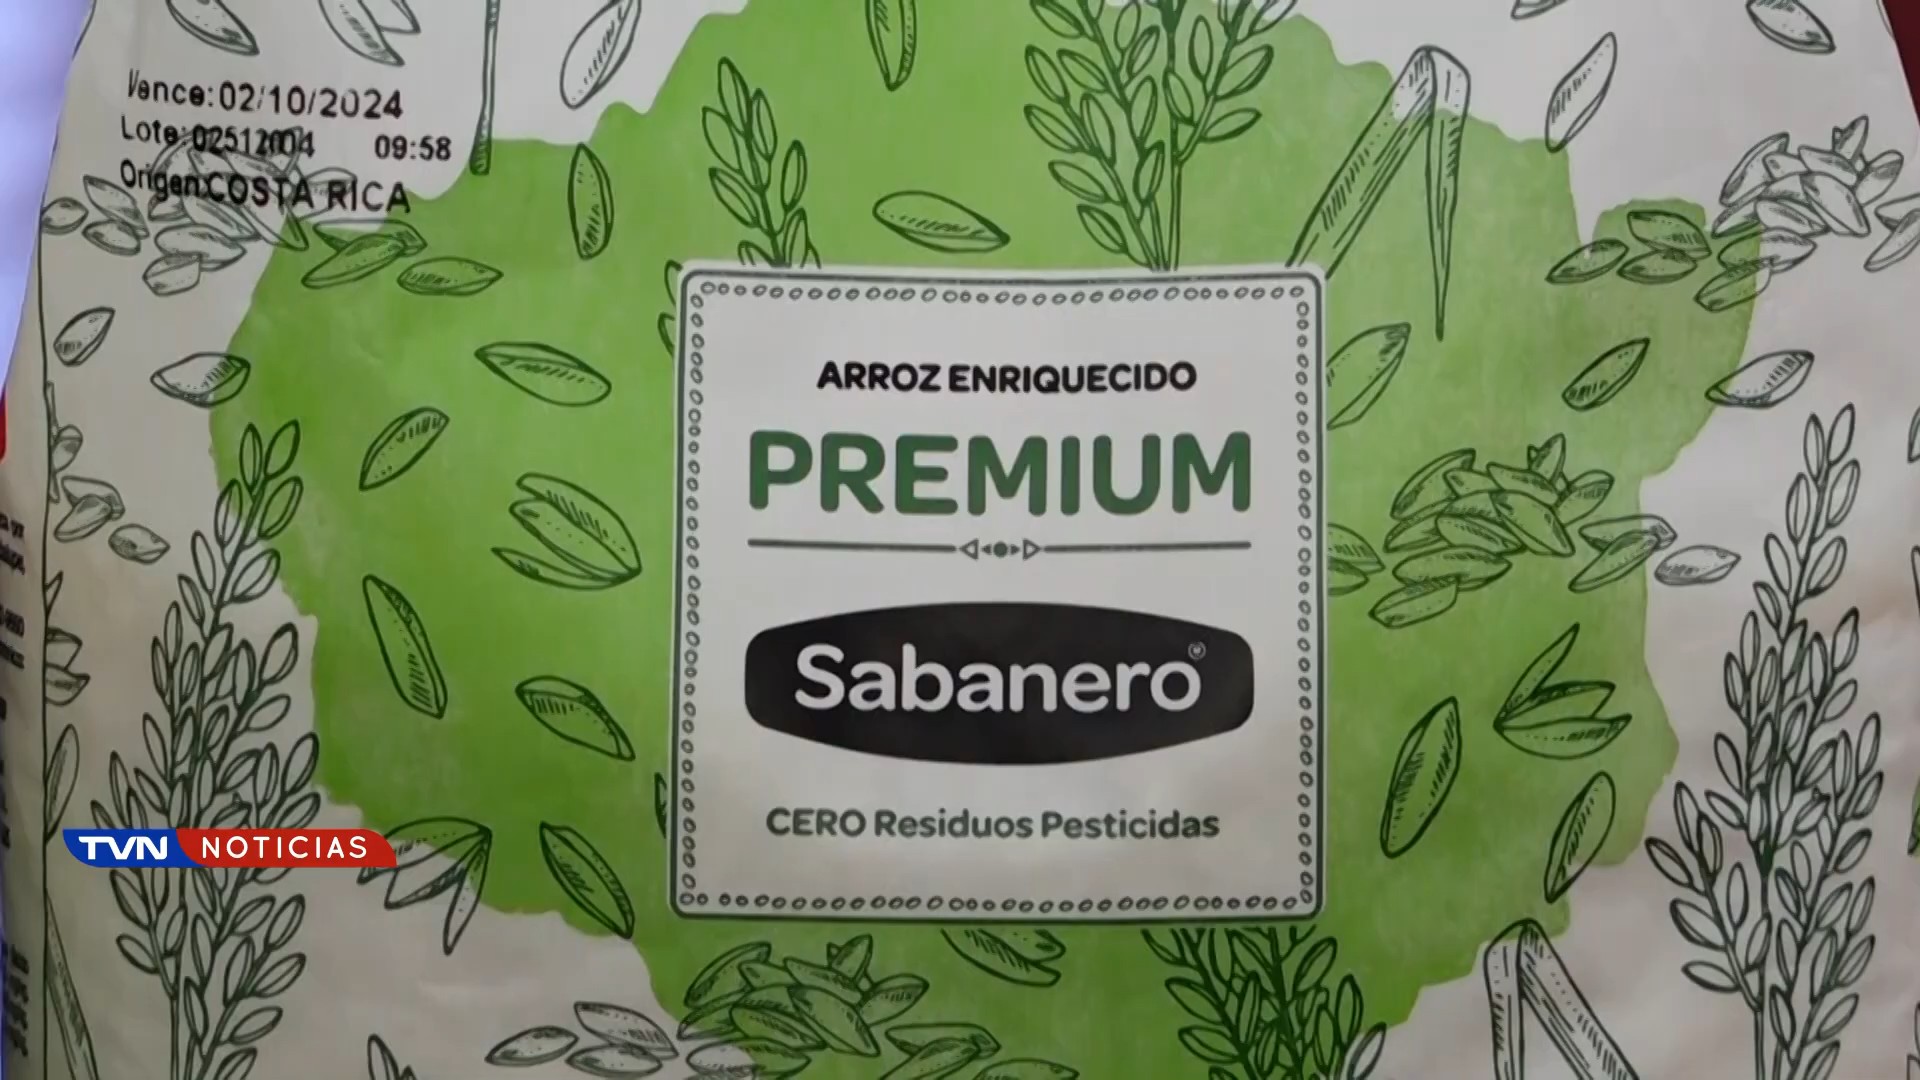 Vence: 02/10/2024
Lote: 02512004 09:58
Origen: COSTA RICA
ARROZ ENRIQUECIDO
PREMIUM
Sabanero
CERO Residuos Pesticidas
TVN NOTICIAS